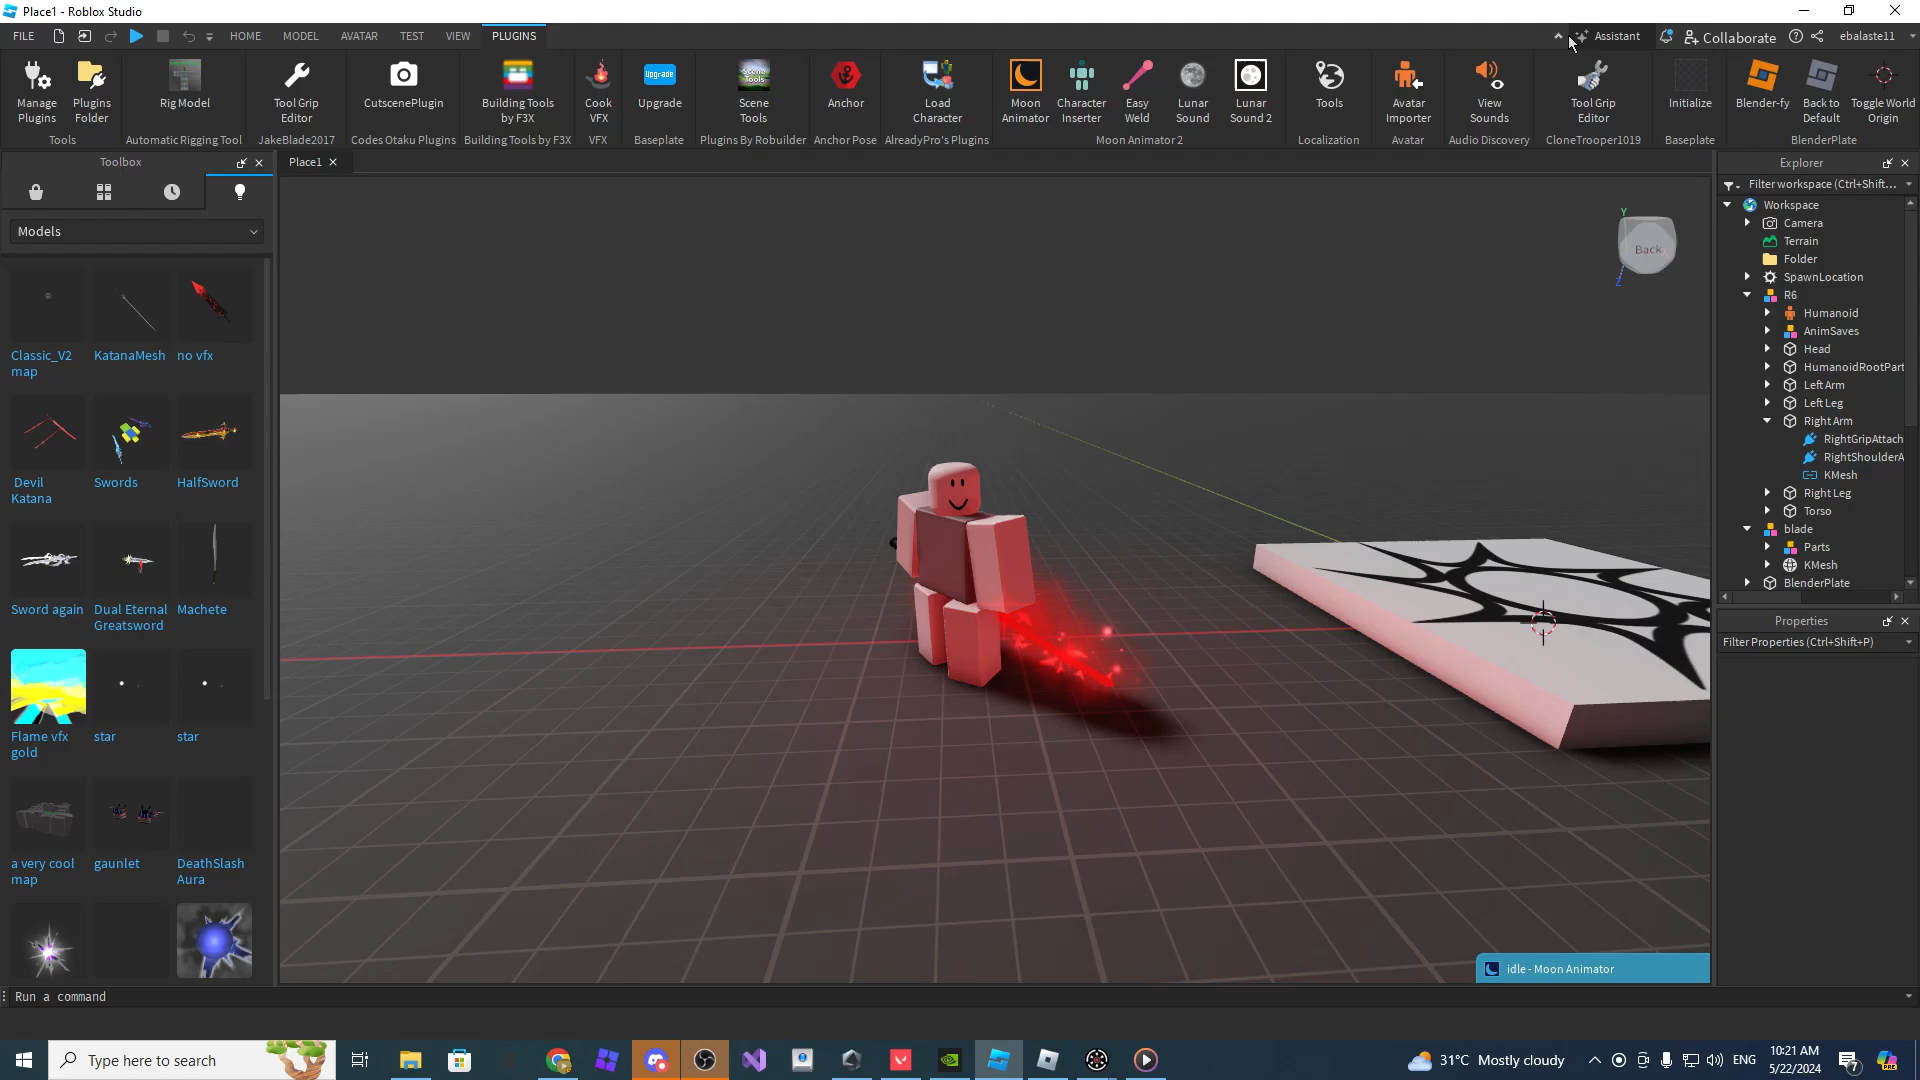 Place1 - Roblox Studio
FILE HOME MODEL AVATAR TEST VIEW PLUGINS Assistant Collaborate ebalaste11
Manage Plugins
Plugins Folder
Tools
Rig Model
Automatic Rigging Tool
Tool Grip Editor
JakeBlade2017
CutscenePlugin
Codes Otaku Plugins
Building Tools by F3X
Building Tools by F3X
Cook VFX
VFX
Upgrade
Upgrade
Baseplate
Scene Tools
Scene Tools
Plugins By Robuilder
Anchor
Anchor Pose
Load Character
AlreadyPro's Plugins
Moon Animator
Character Inserter
Easy Weld
Lunar Sound
Lunar Sound 2
Moon Animator 2
Tools
Localization
Avatar Importer
Avatar
View Sounds
Audio Discovery
Tool Grip Editor
CloneTrooper1019
Initialize
Baseplate
Blender-fy
Back to Default
Toggle World Origin
BlenderPlate
Toolbox
Models
Classic_V2 map
KatanaMesh
no vfx
Devil Katana
Swords
HalfSword
Sword again
Dual Eternal Greatsword
Machete
Flame vfx gold
star
star
a very cool map
gaunlet
DeathSlash Aura
Place1
Y
Back
Z
idle - Moon Animator
Explorer
Filter workspace (Ctrl+Shift...
Workspace
Camera
Terrain
Folder
SpawnLocation
R6
Humanoid
AnimSaves
Head
HumanoidRootPart
Left Arm
Left Leg
Right Arm
RightGripAttach
RightShoulderA
KMesh
Right Leg
Torso
blade
Parts
KMesh
BlenderPlate
Properties
Filter Properties (Ctrl+Shift+P)
Run a command
Type here to search
31°C Mostly cloudy
ENG
10:21 AM
5/22/2024
7
PRE